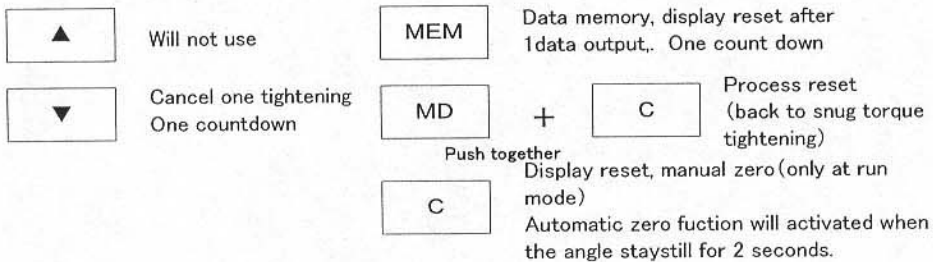 ▲
Will not use
MEM
Data memory, display reset after
1data output,. One count down
▼
Cancel one tightening
One countdown
MD
+
C
Push together
Process reset
(back to snug torque
tightening)
C
Display reset, manual zero(only at run
mode)
Automatic zero fuction will activated when
the angle staystill for 2 seconds.